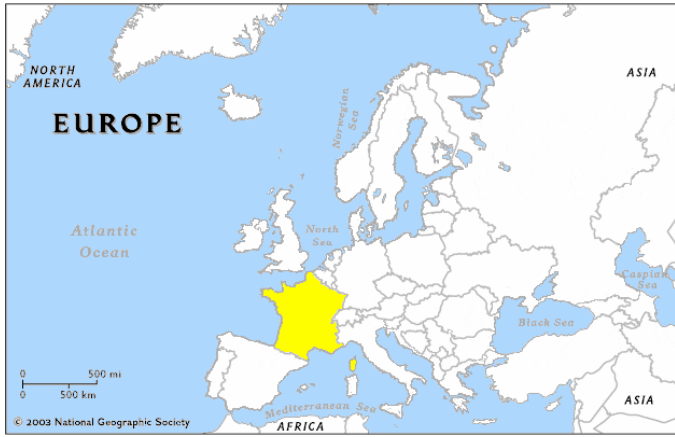 NORTH
AMERICA
ASIA
EUROPE
Norwegian
Sea
Atlantic
Ocean
North
Sea
Caspian
Sea
Black Sea
0 500 mi
0 500 km
Mediterranean Sea
ASIA
© 2003 National Geographic Society
AFRICA